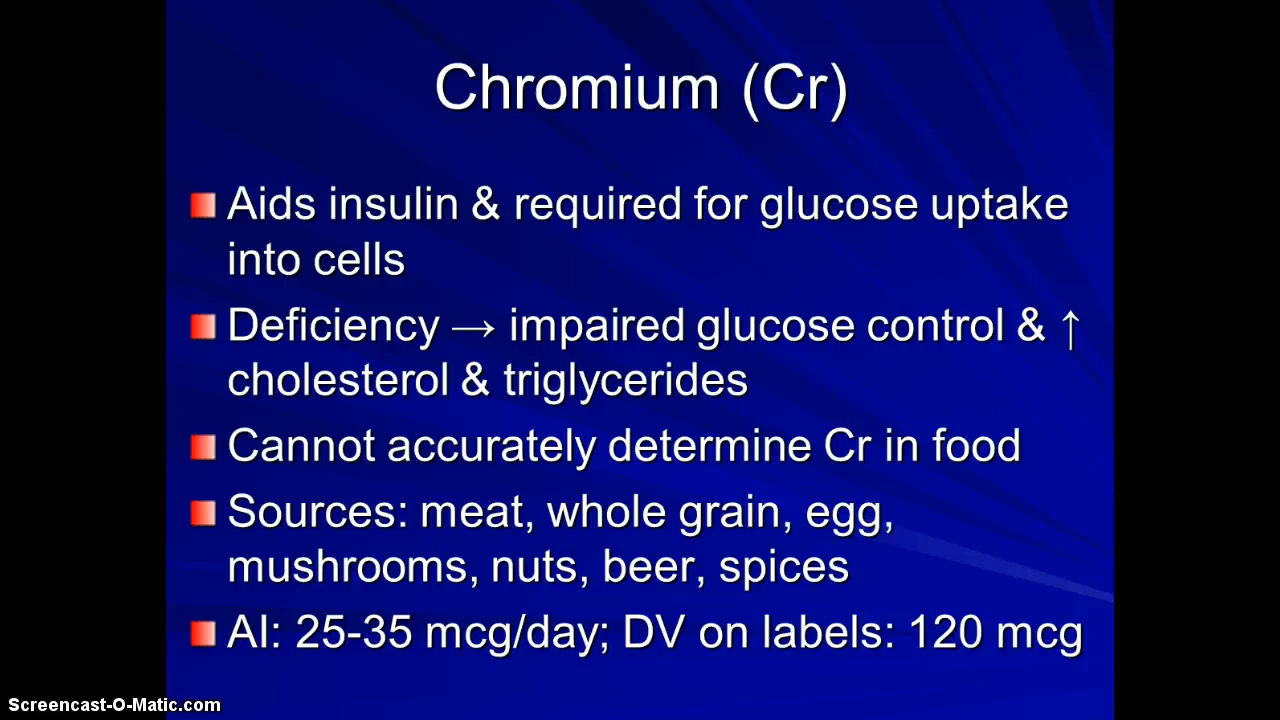 Chromium (Cr)
Aids insulin & required for glucose uptake
into cells
Deficiency → impaired glucose control & ↑
cholesterol & triglycerides
Cannot accurately determine Cr in food
Sources: meat, whole grain, egg,
mushrooms, nuts, beer, spices
AI: 25-35 mcg/day; DV on labels: 120 mcg
Screencast-O-Matic.com